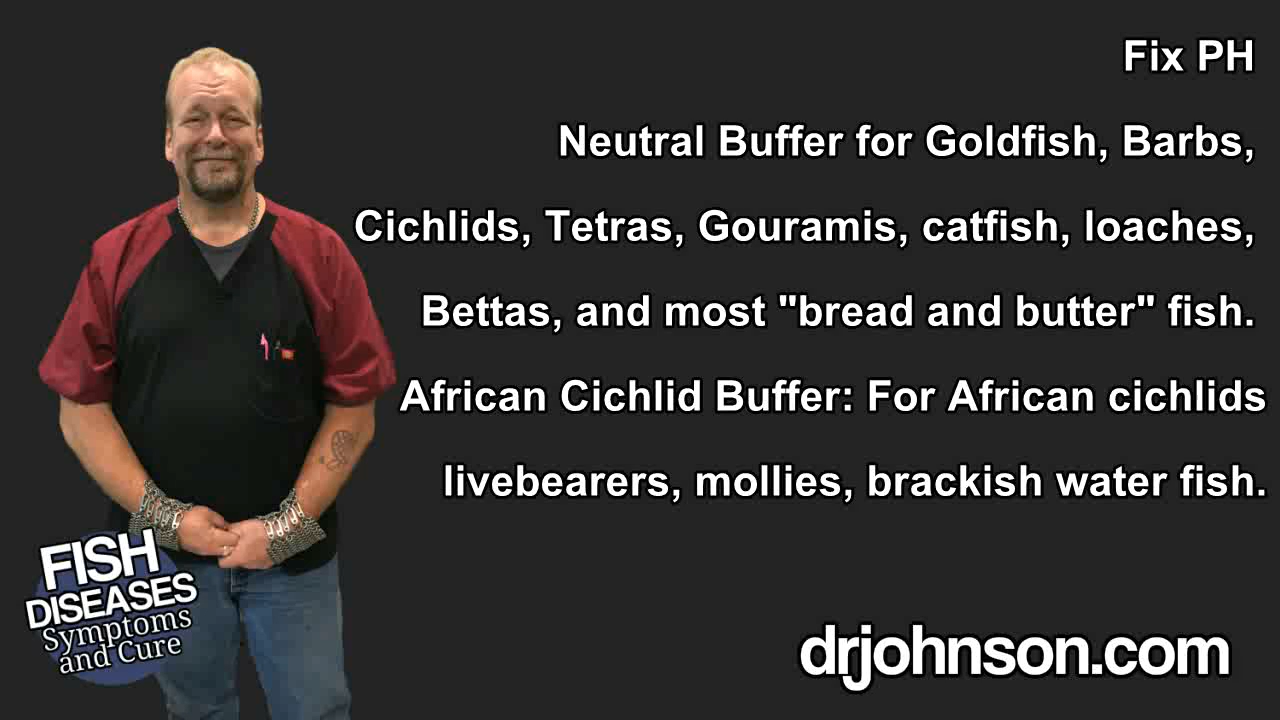 Fix PH
Neutral Buffer for Goldfish, Barbs,
Cichlids, Tetras, Gouramis, catfish, loaches,
Bettas, and most "bread and butter" fish.
African Cichlid Buffer: For African cichlids
livebearers, mollies, brackish water fish.
FISH
DISEASES
Symptoms
and Cure
drjohnson.com